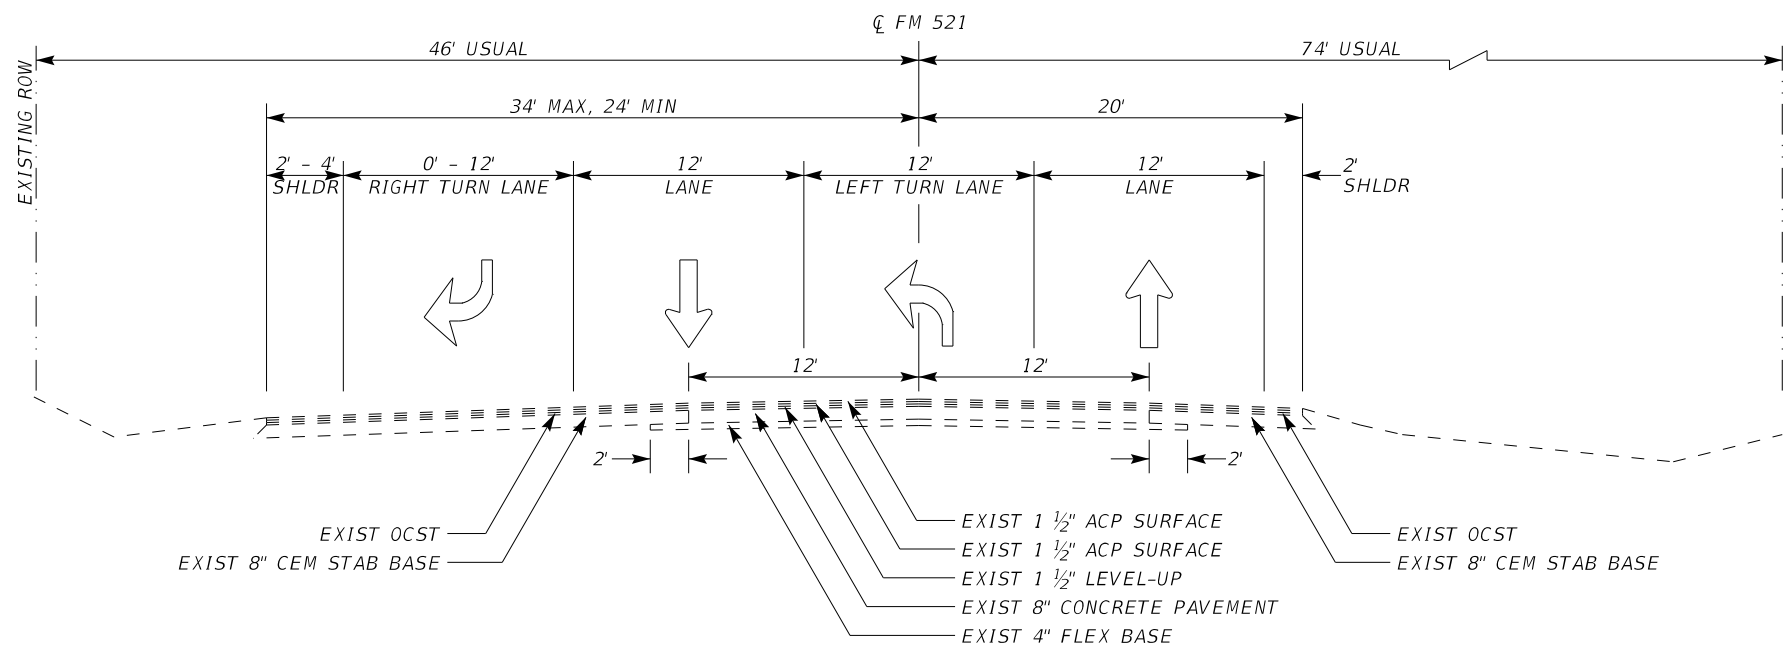 ℄ FM 521
46' USUAL
74' USUAL
EXISTING ROW
34' MAX, 24' MIN
20'
2' - 4'
SHLDR
0' - 12'
RIGHT TURN LANE
12'
LANE
12'
LEFT TURN LANE
12'
LANE
2'
SHLDR
12'
12'
2'
2'
EXIST OCST
EXIST 8" CEM STAB BASE
EXIST 1 ½" ACP SURFACE
EXIST 1 ½" ACP SURFACE
EXIST 1 ½" LEVEL-UP
EXIST 8" CONCRETE PAVEMENT
EXIST 4" FLEX BASE
EXIST OCST
EXIST 8" CEM STAB BASE